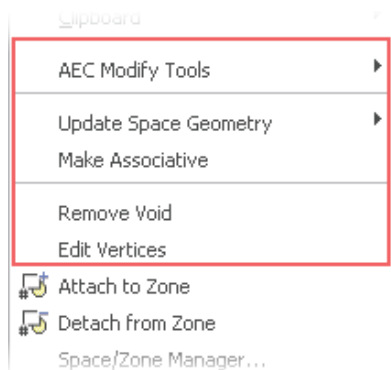 Clipboard
AEC Modify Tools
Update Space Geometry
Make Associative
Remove Void
Edit Vertices
Attach to Zone
Detach from Zone
Space/Zone Manager...